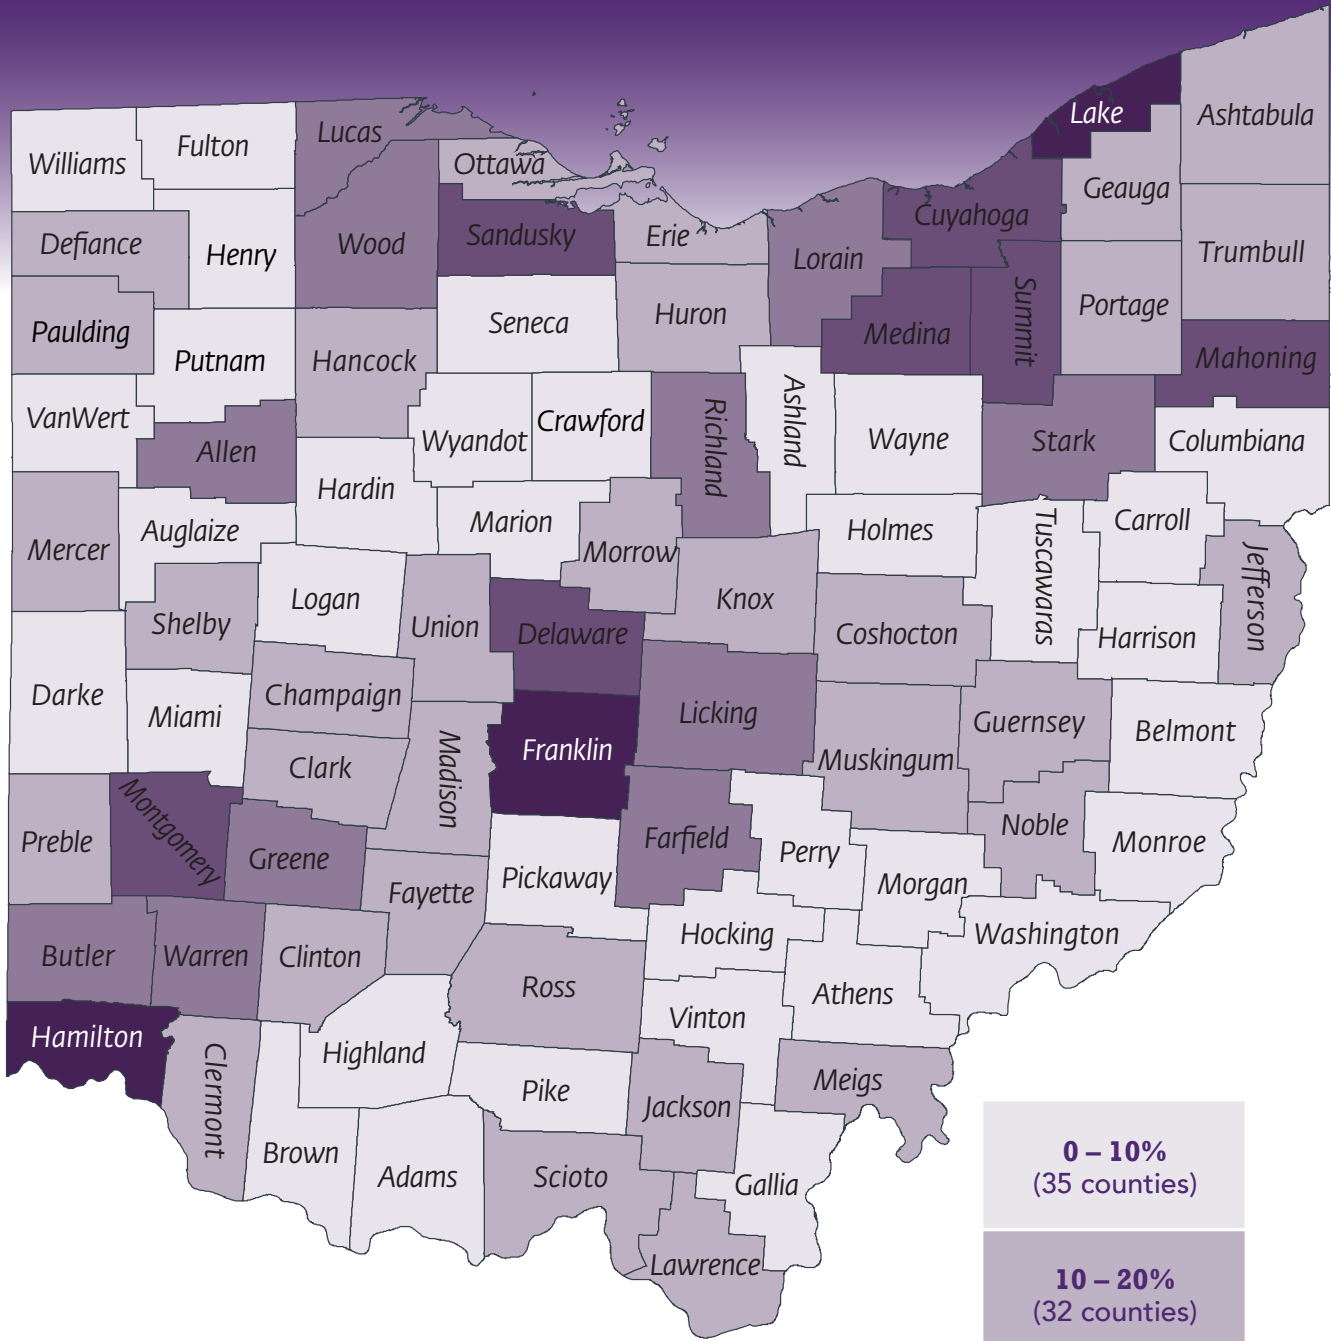 Lake
Ashtabula
Lucas
Fulton
Williams
Ottawa
Geauga
Cuyahoga
Defiance
Henry
Wood
Sandusky
Erie
Lorain
Trumbull
Paulding
Putnam
Hancock
Seneca
Huron
Medina
Summit
Portage
Mahoning
VanWert
Allen
Wyandot
Crawford
Richland
Ashland
Wayne
Stark
Columbiana
Hardin
Mercer
Auglaize
Marion
Morrow
Holmes
Tuscawaras
Carroll
Jefferson
Logan
Shelby
Union
Delaware
Knox
Coshocton
Harrison
Darke
Miami
Champaign
Licking
Guernsey
Belmont
Clark
Madison
Franklin
Muskingum
Preble
Montgomery
Greene
Farfield
Perry
Noble
Monroe
Fayette
Pickaway
Morgan
Butler
Warren
Clinton
Hocking
Washington
Ross
Athens
Hamilton
Clermont
Highland
Vinton
Pike
Jackson
Meigs
Brown
Adams
Scioto
Gallia
Lawrence
0 – 10%
(35 counties)
10 – 20%
(32 counties)